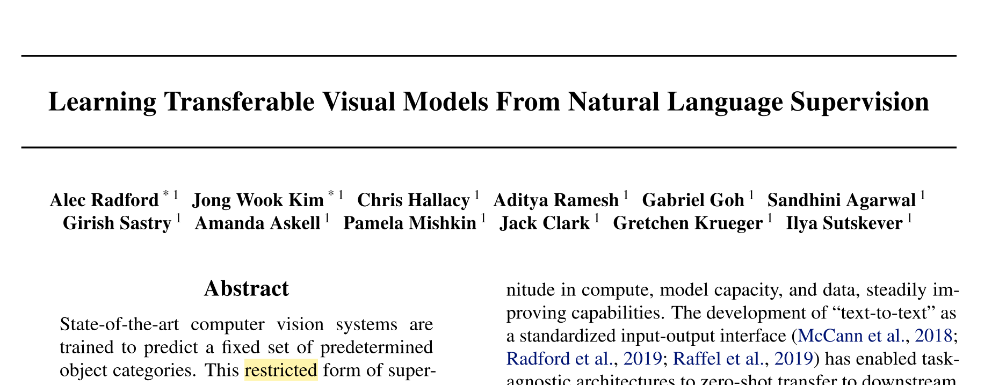 Learning Transferable Visual Models From Natural Language Supervision
Alec Radford * 1 Jong Wook Kim * 1 Chris Hallacy 1 Aditya Ramesh 1 Gabriel Goh 1 Sandhini Agarwal 1
Girish Sastry 1 Amanda Askell 1 Pamela Mishkin 1 Jack Clark 1 Gretchen Krueger 1 Ilya Sutskever 1
Abstract
State-of-the-art computer vision systems are
trained to predict a fixed set of predetermined
object categories. This restricted form of super-
nitude in compute, model capacity, and data, steadily im-
proving capabilities. The development of “text-to-text” as
a standardized input-output interface (McCann et al., 2018;
Radford et al., 2019; Raffel et al., 2019) has enabled task-
agnostic architectures to zero-shot transfer to downstream